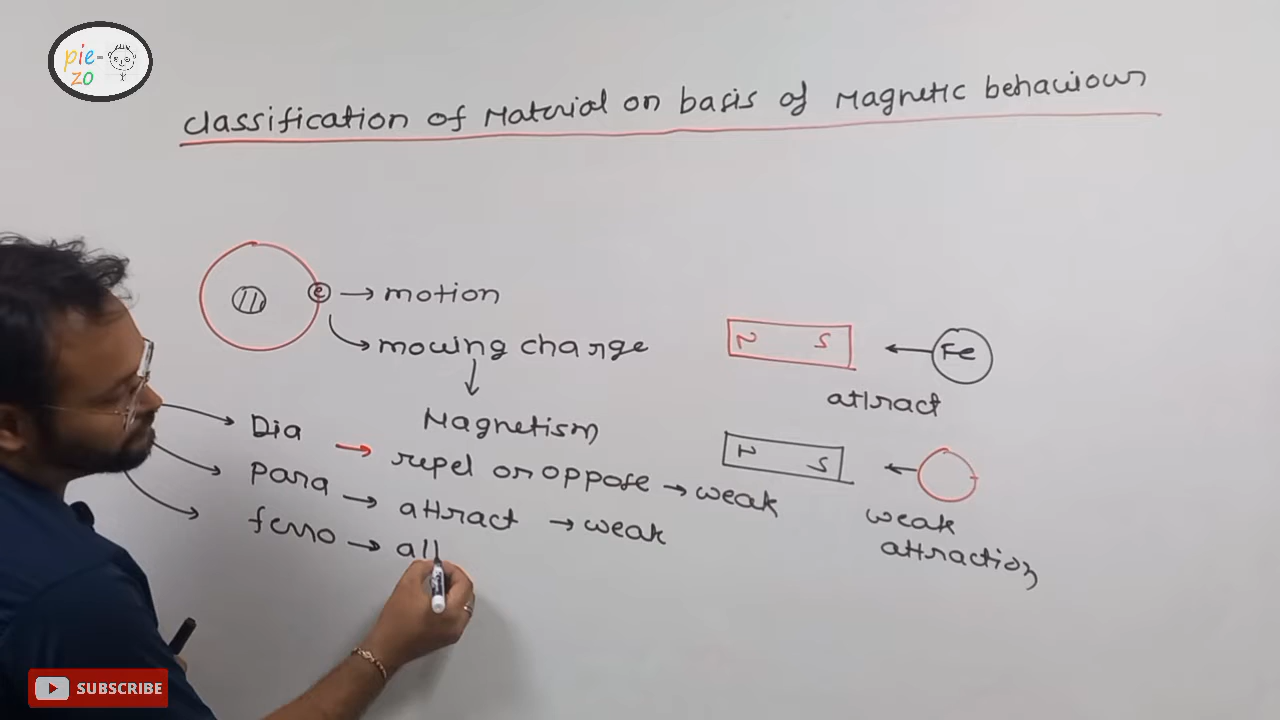 pie-
zo
classification of Material on basis of Magnetic behaviour
e → motion
moving charge
Magnetism
N S
Fe
attract
Dia → repel or oppose → weak
para → attract → weak
ferro → att
N S
weak
attraction
SUBSCRIBE